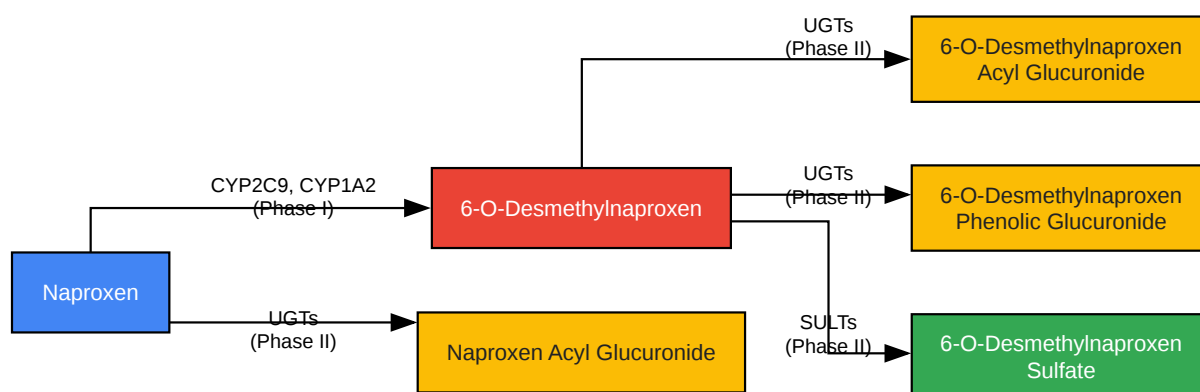 UGTs
(Phase II)
6-O-Desmethylnaproxen
Acyl Glucuronide
CYP2C9, CYP1A2
(Phase I)
6-O-Desmethylnaproxen
UGTs
(Phase II)
6-O-Desmethylnaproxen
Phenolic Glucuronide
Naproxen
UGTs
(Phase II)
Naproxen Acyl Glucuronide
SULTs
(Phase II)
6-O-Desmethylnaproxen
Sulfate